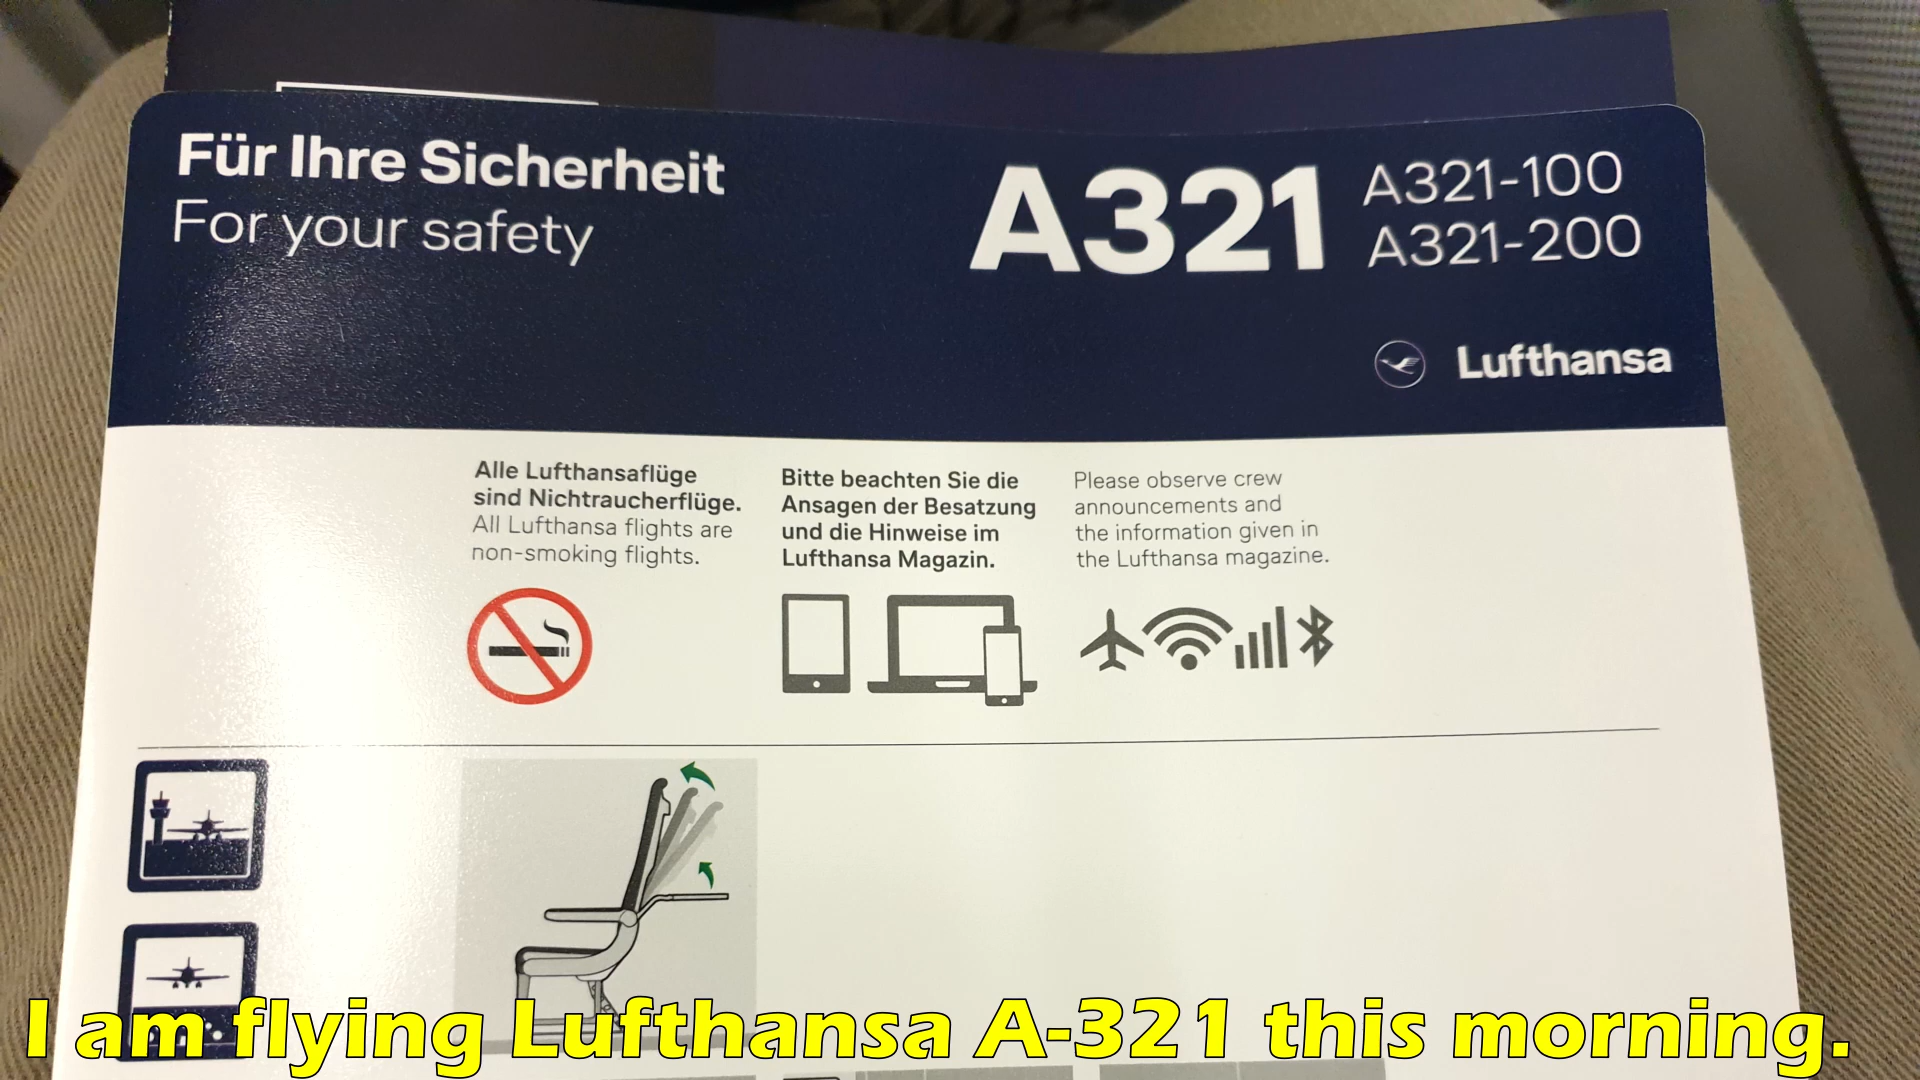 Für Ihre Sicherheit
For your safety
A321
A321-100
A321-200
Lufthansa
Alle Lufthansaflüge
sind Nichtraucherflüge.
All Lufthansa flights are
non-smoking flights.
Bitte beachten Sie die
Ansagen der Besatzung
und die Hinweise im
Lufthansa Magazin.
Please observe crew
announcements and
the information given in
the Lufthansa magazine.
I am flying Lufthansa A-321 this morning.